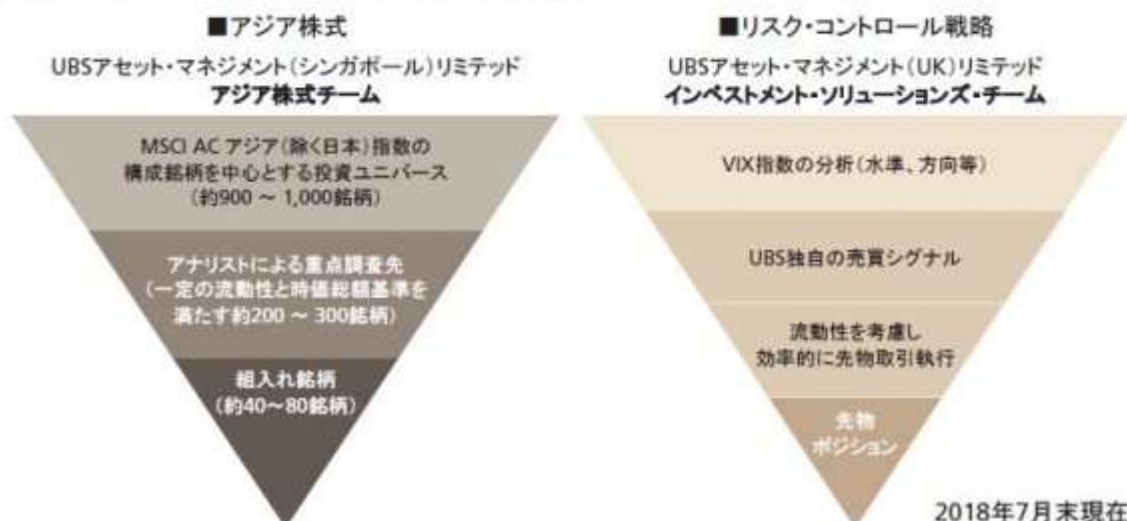 ■アジア株式
UBSアセット・マネジメント(シンガポール)リミテッド
アジア株式チーム
MSCI AC アジア(除く日本)指数の
構成銘柄を中心とする投資ユニバース
(約900 ～ 1,000銘柄)
アナリストによる重点調査先
(一定の流動性と時価総額基準を
満たす約200 ～ 300銘柄)
組入れ銘柄
(約40～80銘柄)
■リスク・コントロール戦略
UBSアセット・マネジメント(UK)リミテッド
インベストメント・ソリューションズ・チーム
VIX指数の分析(水準、方向等)
UBS独自の売買シグナル
流動性を考慮し
効率的に先物取引執行
先物
ポジション
2018年7月末現在